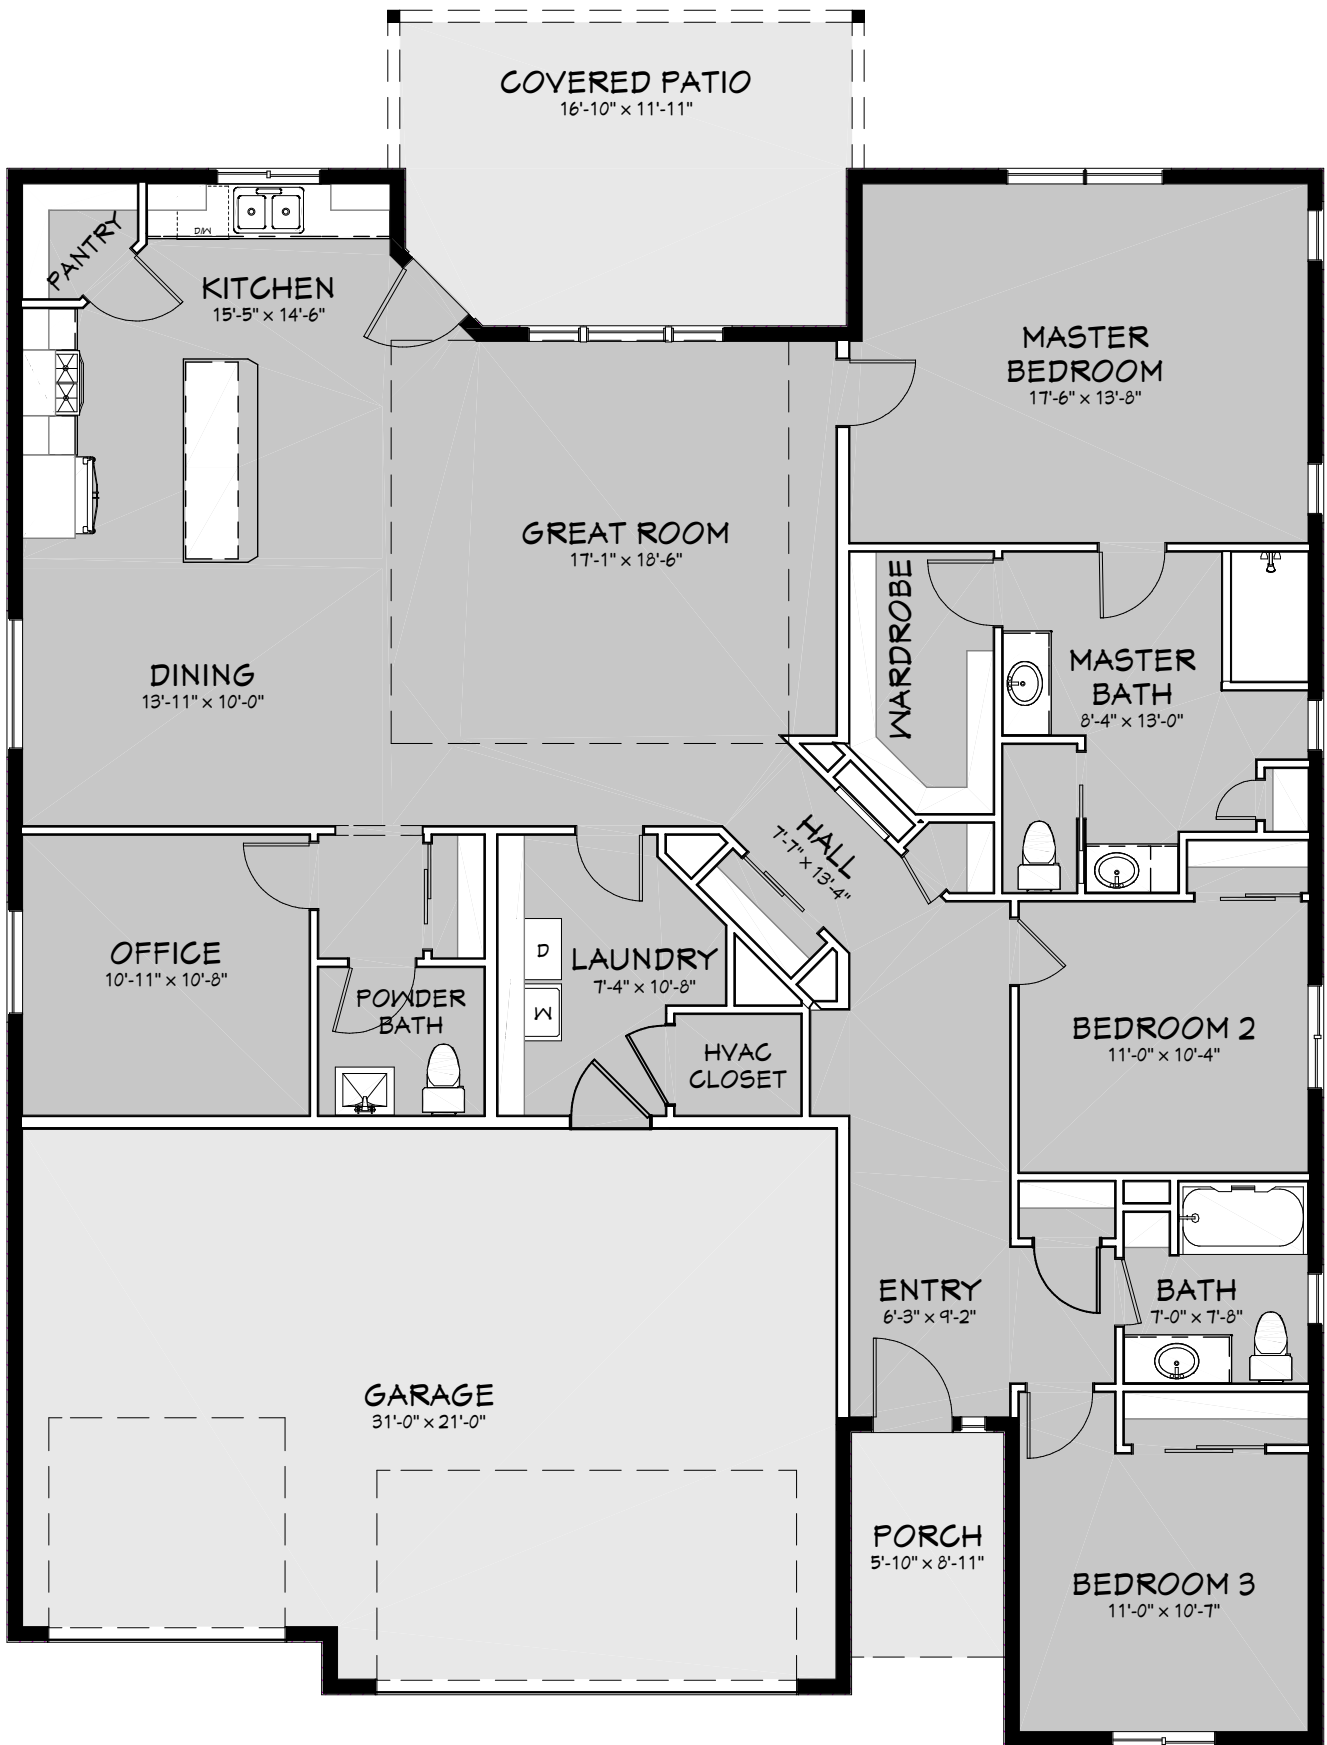 COVERED PATIO
16'-10" x 11'-11"
D/W
PANTRY
KITCHEN
15'-5" x 14'-6"
MASTER
BEDROOM
17'-6" x 13'-8"
GREAT ROOM
17'-1" x 18'-6"
WARDROBE
DINING
13'-11" x 10'-0"
MASTER
BATH
8'-4" x 13'-0"
HALL
7'-7" x 13'-4"
OFFICE
10'-11" x 10'-8"
D
LAUNDRY
7'-4" x 10'-8"
M
POWDER
BATH
HVAC
CLOSET
BEDROOM 2
11'-0" x 10'-4"
ENTRY
6'-3" x 9'-2"
BATH
7'-0" x 7'-8"
GARAGE
31'-0" x 21'-0"
PORCH
5'-10" x 8'-11"
BEDROOM 3
11'-0" x 10'-7"